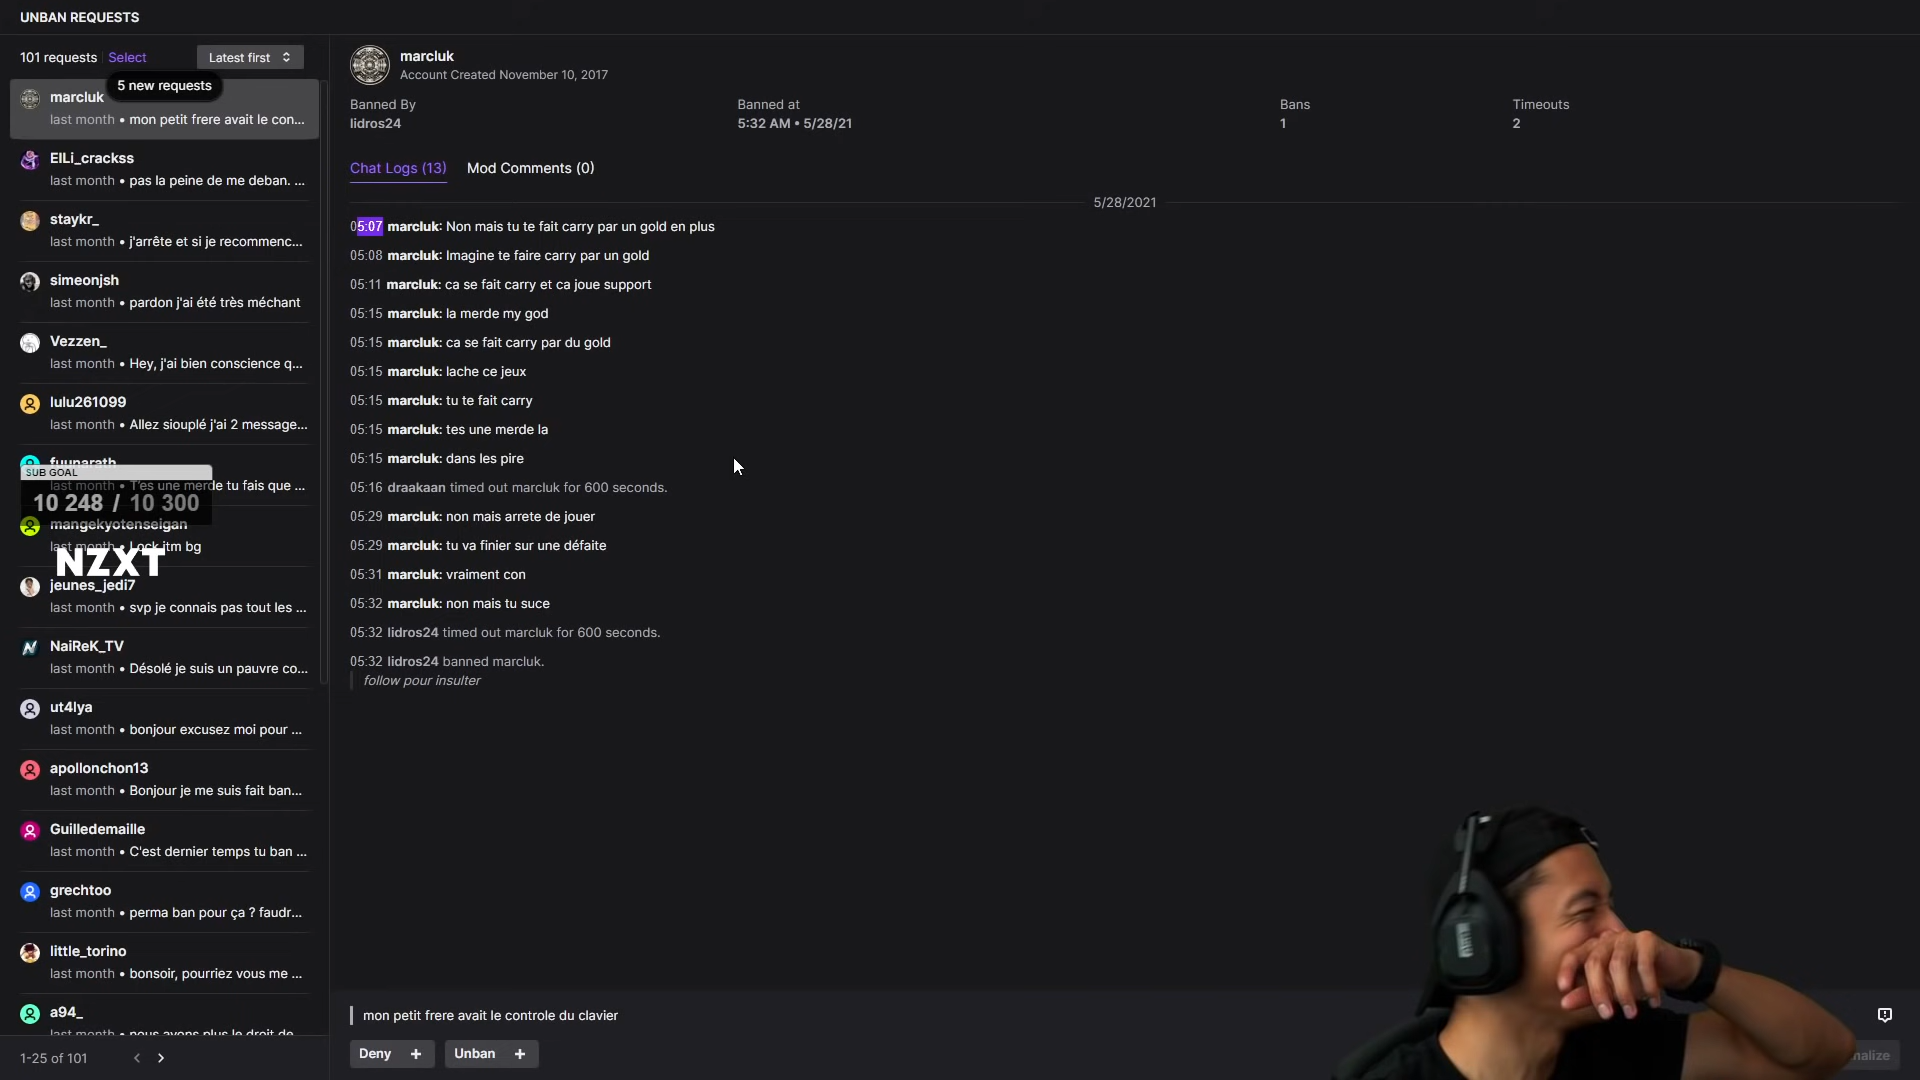 UNBAN REQUESTS
101 requests Select Latest first
5 new requests
marcluk
last month • mon petit frere avait le con...
EILi_crackss
last month • pas la peine de me deban. ...
staykr_
last month • j'arrête et si je recommenc...
simeonjsh
last month • pardon j'ai été très méchant
Vezzen_
last month • Hey, j'ai bien conscience q...
lulu261099
last month • Allez siouplé j'ai 2 message...
fuunarath
SUB GOAL
last month • T'es une merde tu fais que ...
10 248 / 10 300
mangekyotenseigan
last month • Lock itm bg
NZXT
jeunes_jedi7
last month • svp je connais pas tout les ...
NaiReK_TV
last month • Désolé je suis un pauvre co...
ut4lya
last month • bonjour excusez moi pour ...
apollonchon13
last month • Bonjour je me suis fait ban...
Guilledemaille
last month • C'est dernier temps tu ban ...
grechtoo
last month • perma ban pour ça ? faudr...
little_torino
last month • bonsoir, pourriez vous me ...
a94_
last month • nous avons plus le droit de
1-25 of 101
marcluk
Account Created November 10, 2017
Banned By Banned at Bans Timeouts
lidros24 5:32 AM • 5/28/21 1 2
Chat Logs (13) Mod Comments (0)
5/28/2021
05:07 marcluk: Non mais tu te fait carry par un gold en plus
05:08 marcluk: Imagine te faire carry par un gold
05:11 marcluk: ca se fait carry et ca joue support
05:15 marcluk: la merde my god
05:15 marcluk: ca se fait carry par du gold
05:15 marcluk: lache ce jeux
05:15 marcluk: tu te fait carry
05:15 marcluk: tes une merde la
05:15 marcluk: dans les pire
05:16 draakaan timed out marcluk for 600 seconds.
05:29 marcluk: non mais arrete de jouer
05:29 marcluk: tu va finier sur une défaite
05:31 marcluk: vraiment con
05:32 marcluk: non mais tu suce
05:32 lidros24 timed out marcluk for 600 seconds.
05:32 lidros24 banned marcluk.
follow pour insulter
mon petit frere avait le controle du clavier
Deny + Unban +